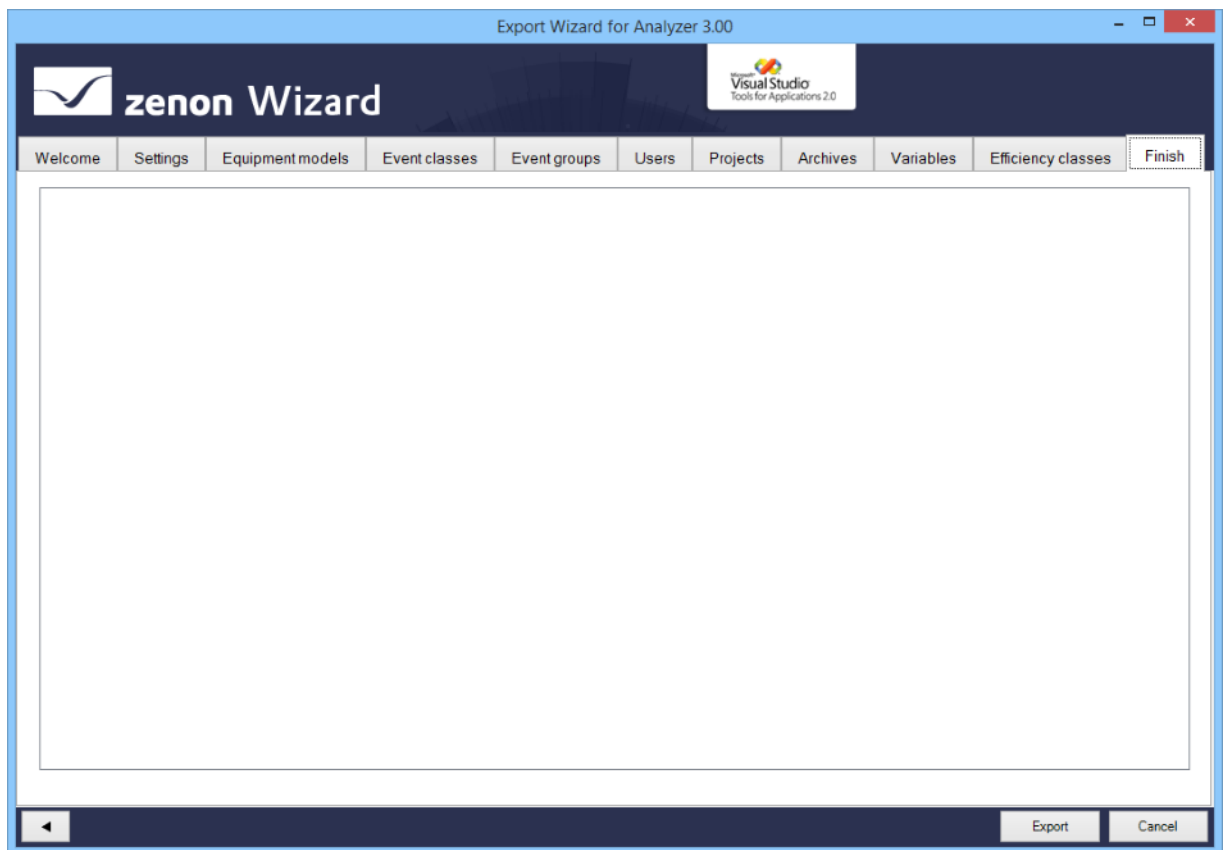 Export Wizard for Analyzer 3.00
zenon Wizard
Microsoft
Visual Studio
Tools for Applications 2.0
Welcome Settings Equipment models Event classes Event groups Users Projects Archives Variables Efficiency classes Finish
Export Cancel